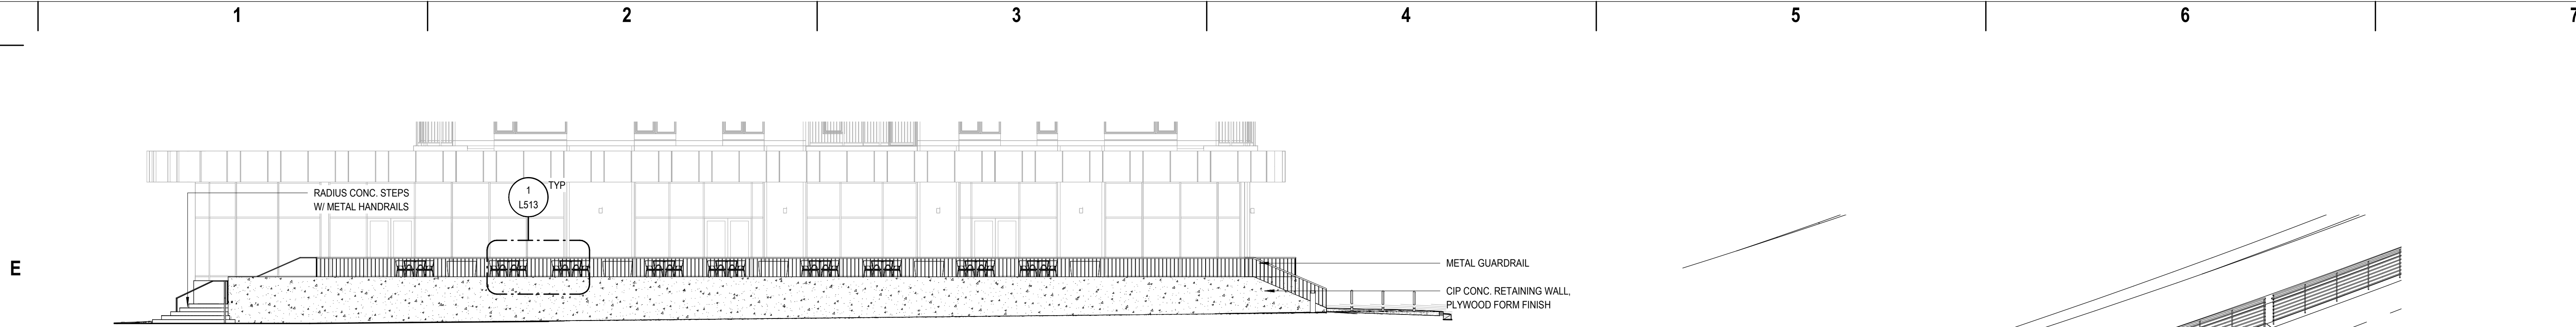 1
2
3
4
5
6
7
RADIUS CONC. STEPS
W/ METAL HANDRAILS
1
L513
TYP
E
METAL GUARDRAIL
CIP CONC. RETAINING WALL,
PLYWOOD FORM FINISH